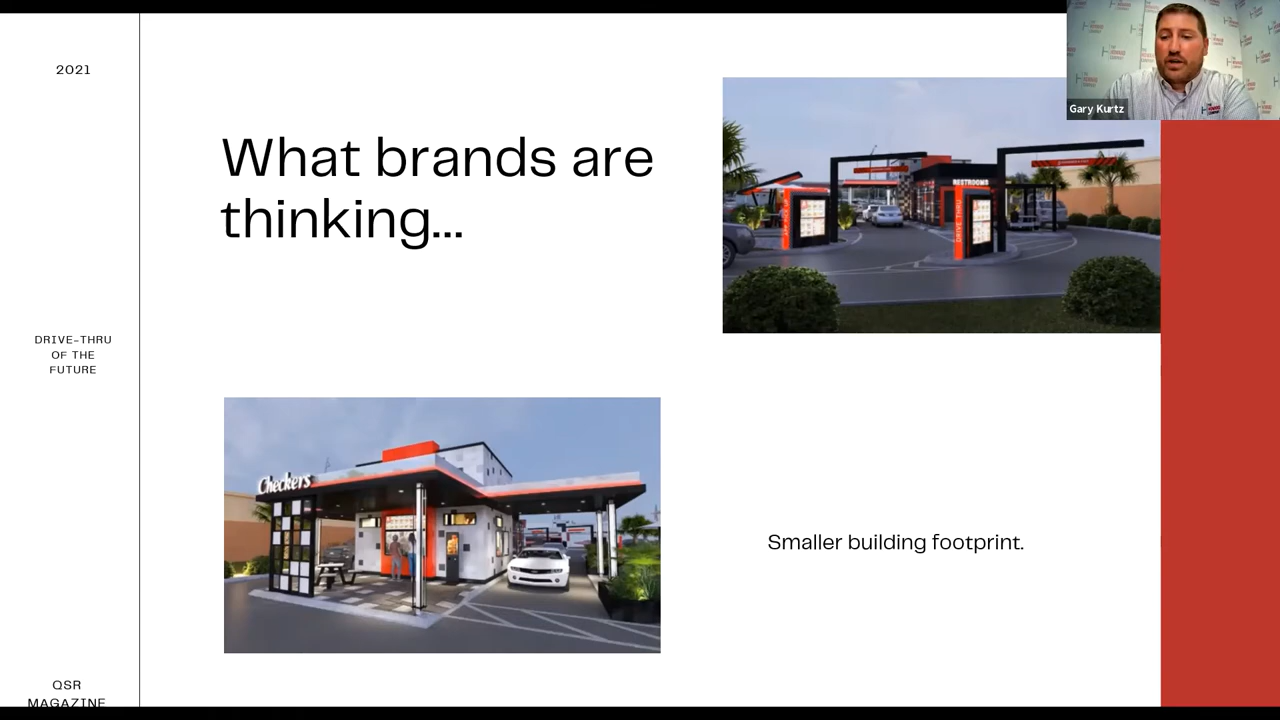 2021
What brands are
thinking...
DRIVE-THRU
OF THE
FUTURE
QSR
MAGAZINE
Gary Kurtz
RESTROOMS
DRIVE THRU
Checkers
Smaller building footprint.